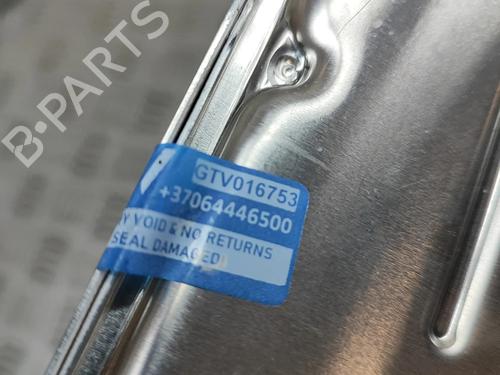 B-PARTS
GTV016753
+37064446500
Y VOID & NO RETURNS
SEAL DAMAGED!